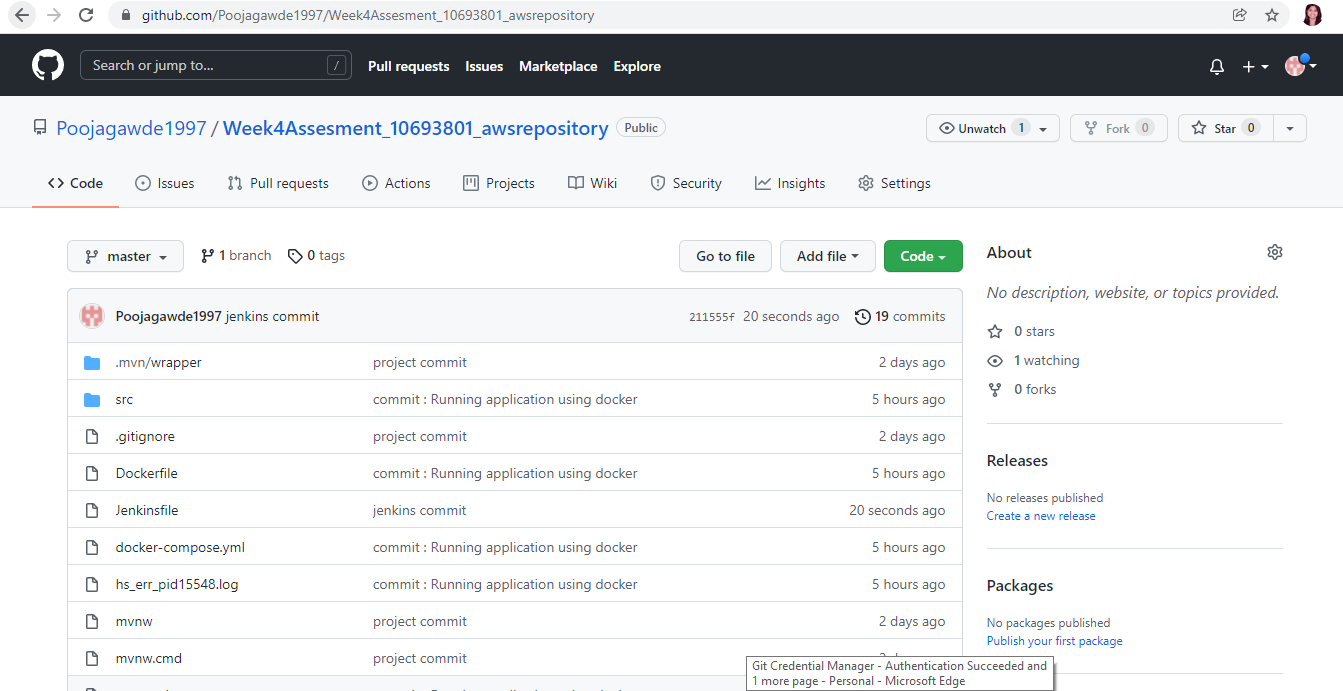 github.com/Poojagawde1997/Week4Assesment_10693801_awsrepository
Search or jump to... / Pull requests Issues Marketplace Explore
Poojagawde1997 / Week4Assesment_10693801_awsrepository Public Unwatch 1 Fork 0 Star 0
Code Issues Pull requests Actions Projects Wiki Security Insights Settings
master 1 branch 0 tags Go to file Add file Code
Poojagawde1997 jenkins commit 211555f 20 seconds ago 19 commits
.mvn/wrapper project commit 2 days ago
src commit : Running application using docker 5 hours ago
.gitignore project commit 2 days ago
Dockerfile commit : Running application using docker 5 hours ago
Jenkinsfile jenkins commit 20 seconds ago
docker-compose.yml commit : Running application using docker 5 hours ago
hs_err_pid15548.log commit : Running application using docker 5 hours ago
mvnw project commit 2 days ago
mvnw.cmd project commit
About
No description, website, or topics provided.
0 stars
1 watching
0 forks
Releases
No releases published
Create a new release
Packages
No packages published
Publish your first package
Git Credential Manager - Authentication Succeeded and
1 more page - Personal - Microsoft Edge